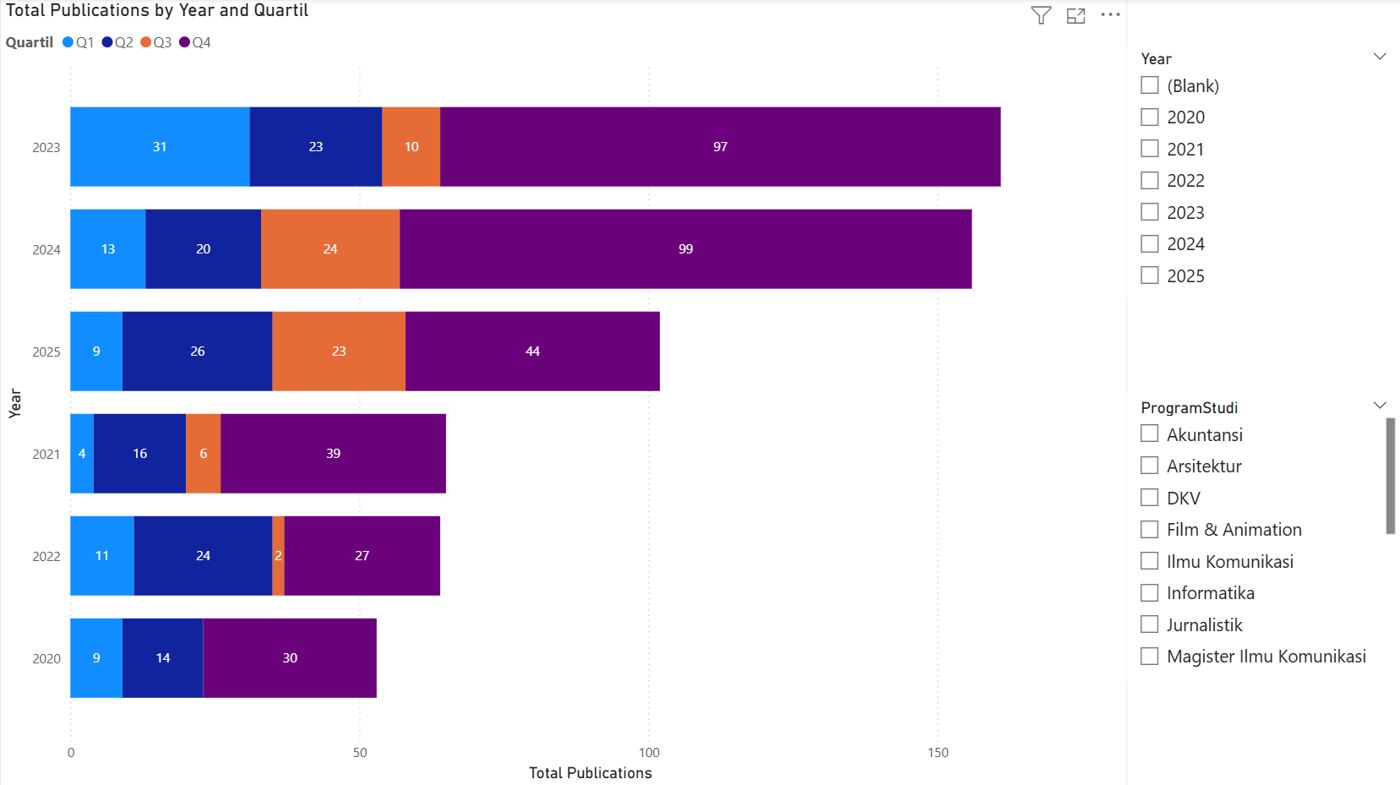 Total Publications by Year and Quartil
Quartil Q1 Q2 Q3 Q4
2023 31 23 10 97
2024 13 20 24 99
2025 9 26 23 44
2021 4 16 6 39
2022 11 24 2 27
2020 9 14 30
Year
0 50 100 150
Total Publications
Year
(Blank)
2020
2021
2022
2023
2024
2025
ProgramStudi
Akuntansi
Arsitektur
DKV
Film & Animation
Ilmu Komunikasi
Informatika
Jurnalistik
Magister Ilmu Komunikasi